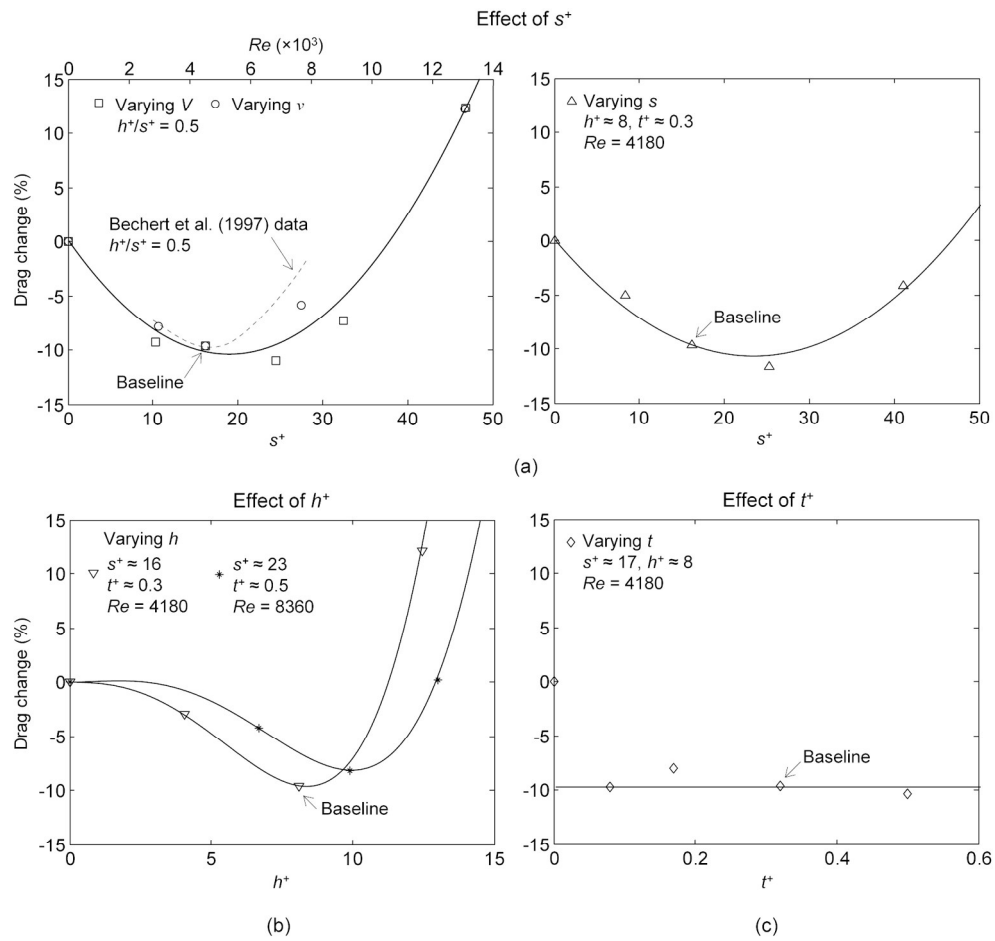 Effect of s+
Re (×10³)
0 2 4 6 8 10 12 14
15
10
5
0
-5
-10
-15
Drag change (%)
Varying V Varying ν
h+/s+ = 0.5
Bechert et al. (1997) data
h+/s+ = 0.5
Baseline
0 10 20 30 40 50
s+
15
10
5
0
-5
-10
-15
Varying s
h+ ≈ 8, t+ ≈ 0.3
Re = 4180
Baseline
0 10 20 30 40 50
s+
(a)
Effect of h+
15
10
5
0
-5
-10
-15
Drag change (%)
Varying h
s+ ≈ 16
t+ ≈ 0.3
Re = 4180
s+ ≈ 23
t+ ≈ 0.5
Re = 8360
Baseline
0 5 10 15
h+
(b)
Effect of t+
15
10
5
0
-5
-10
-15
Varying t
s+ ≈ 17, h+ ≈ 8
Re = 4180
Baseline
0 0.2 0.4 0.6
t+
(c)